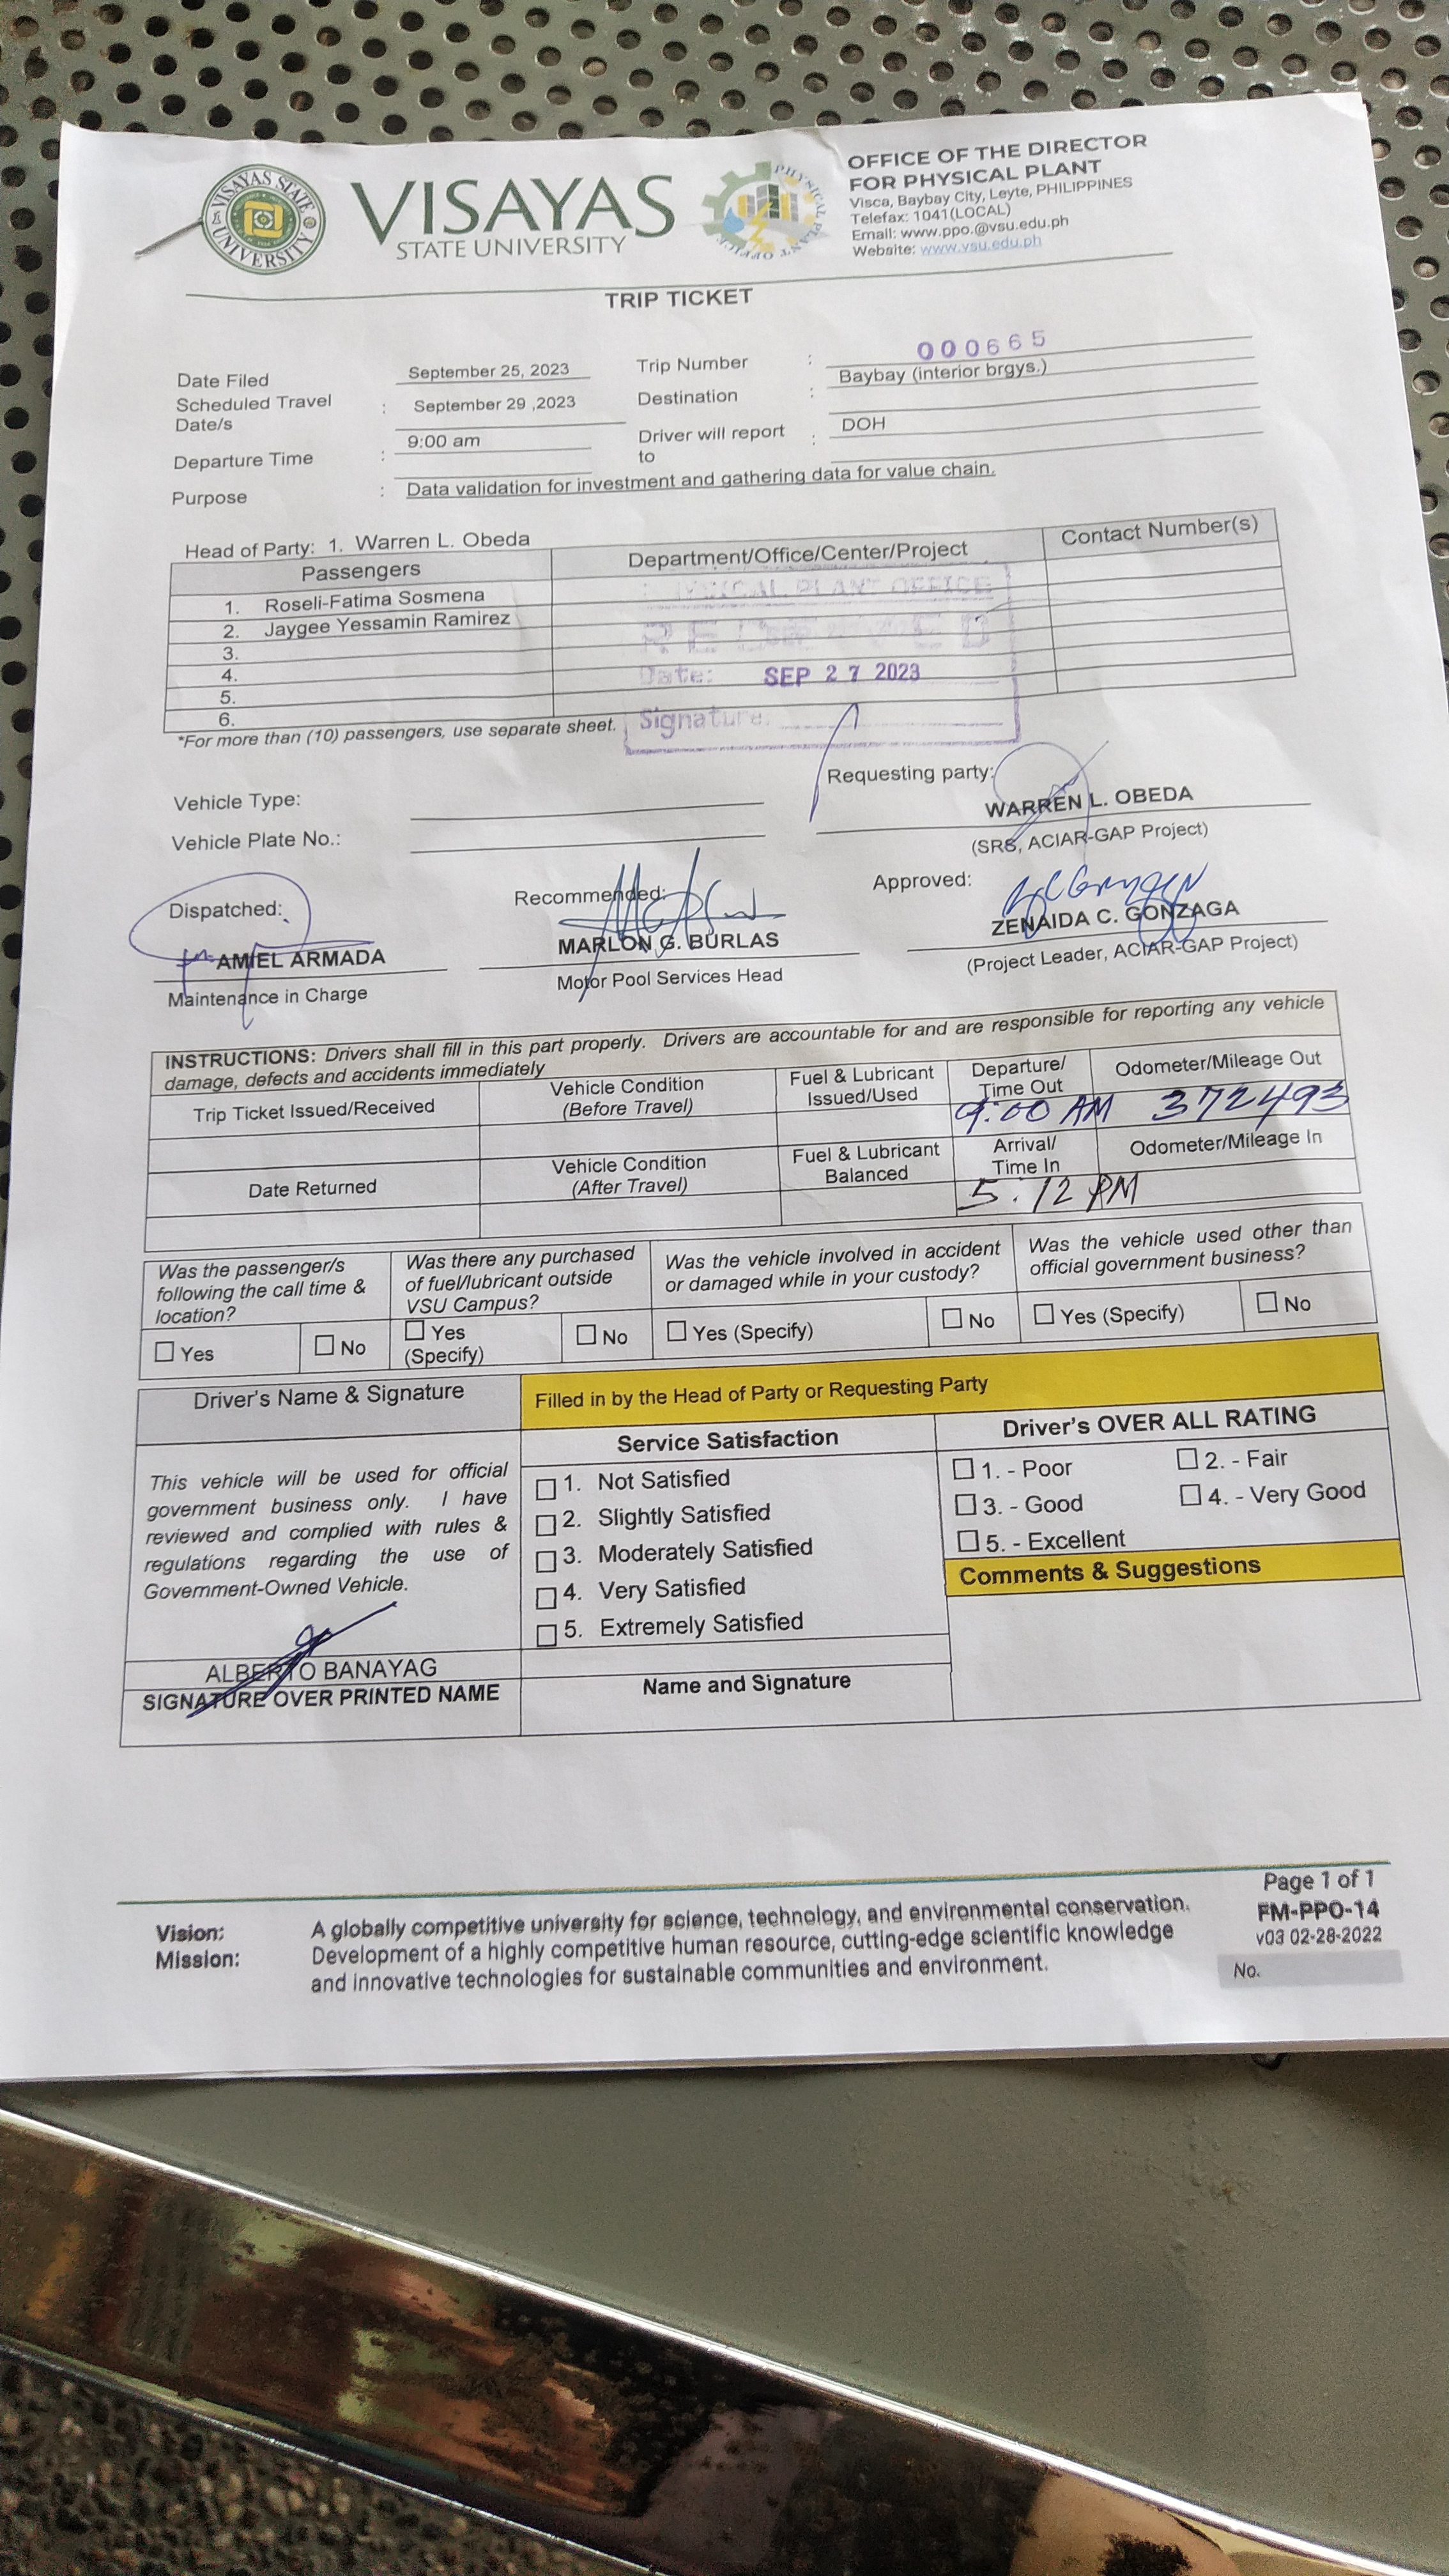 VISAYAS STATE UNIVERSITY
VISAYAS
STATE UNIVERSITY
PHYSICAL PLANT OFFICE
OFFICE OF THE DIRECTOR
FOR PHYSICAL PLANT
Visca, Baybay City, Leyte, PHILIPPINES
Telefax: 1041(LOCAL)
Email: www.ppo.@vsu.edu.ph
Website: www.vsu.edu.ph
TRIP TICKET
Date Filed September 25, 2023 Trip Number : 000665
Scheduled Travel Date/s : September 29 ,2023 Destination : Baybay (interior brgys.)
Departure Time : 9:00 am Driver will report to : DOH
Purpose : Data validation for investment and gathering data for value chain.
Head of Party: 1. Warren L. Obeda
Passengers Department/Office/Center/Project Contact Number(s)
1. Roseli-Fatima Sosmena
2. Jaygee Yessamin Ramirez
3.
4.
5.
6.
*For more than (10) passengers, use separate sheet.
PHYSICAL PLANT OFFICE
RECEIVED
Date: SEP 27 2023
Signature:
Requesting party:
Vehicle Type:
WARREN L. OBEDA
Vehicle Plate No.:
(SRS, ACIAR-GAP Project)
Dispatched: Recommended: Approved:
AMIEL ARMADA MARLON G. BURLAS ZENAIDA C. GONZAGA
Maintenance in Charge Motor Pool Services Head (Project Leader, ACIAR-GAP Project)
INSTRUCTIONS: Drivers shall fill in this part properly. Drivers are accountable for and are responsible for reporting any vehicle
damage, defects and accidents immediately
Trip Ticket Issued/Received Vehicle Condition (Before Travel) Fuel & Lubricant Issued/Used Departure/ Time Out Odometer/Mileage Out
9:00 AM 372493
Date Returned Vehicle Condition (After Travel) Fuel & Lubricant Balanced Arrival/ Time In Odometer/Mileage In
5:12 PM
Was the passenger/s following the call time & location? Was there any purchased of fuel/lubricant outside VSU Campus? Was the vehicle involved in accident or damaged while in your custody? Was the vehicle used other than official government business?
Yes No Yes (Specify) No Yes (Specify) No Yes (Specify) No
Driver's Name & Signature Filled in by the Head of Party or Requesting Party
Service Satisfaction Driver's OVER ALL RATING
This vehicle will be used for official
government business only. I have
reviewed and complied with rules &
regulations regarding the use of
Government-Owned Vehicle.
1. Not Satisfied
2. Slightly Satisfied
3. Moderately Satisfied
4. Very Satisfied
5. Extremely Satisfied
1. - Poor 2. - Fair
3. - Good 4. - Very Good
5. - Excellent
Comments & Suggestions
ALBERTO BANAYAG
SIGNATURE OVER PRINTED NAME
Name and Signature
Vision: A globally competitive university for science, technology, and environmental conservation.
Mission: Development of a highly competitive human resource, cutting-edge scientific knowledge
and innovative technologies for sustainable communities and environment.
Page 1 of 1
FM-PPO-14
v03 02-28-2022
No.